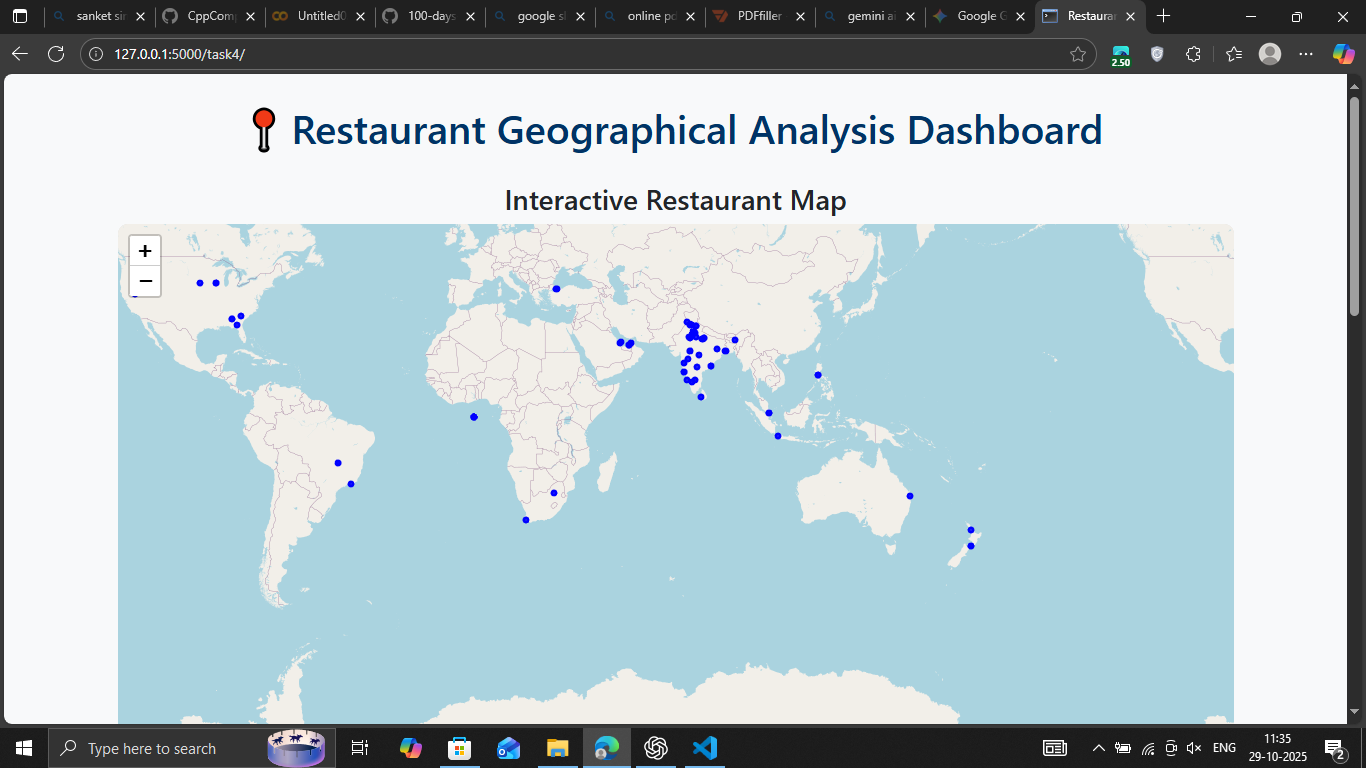 sanket sir
CppComp
Untitled0
100-days
google sl
online pd
PDFfiller
gemini a
Google G
Restaurar
127.0.0.1:5000/task4/
2.50
Restaurant Geographical Analysis Dashboard
Interactive Restaurant Map
+
−
Type here to search
ENG
11:35
29-10-2025
2